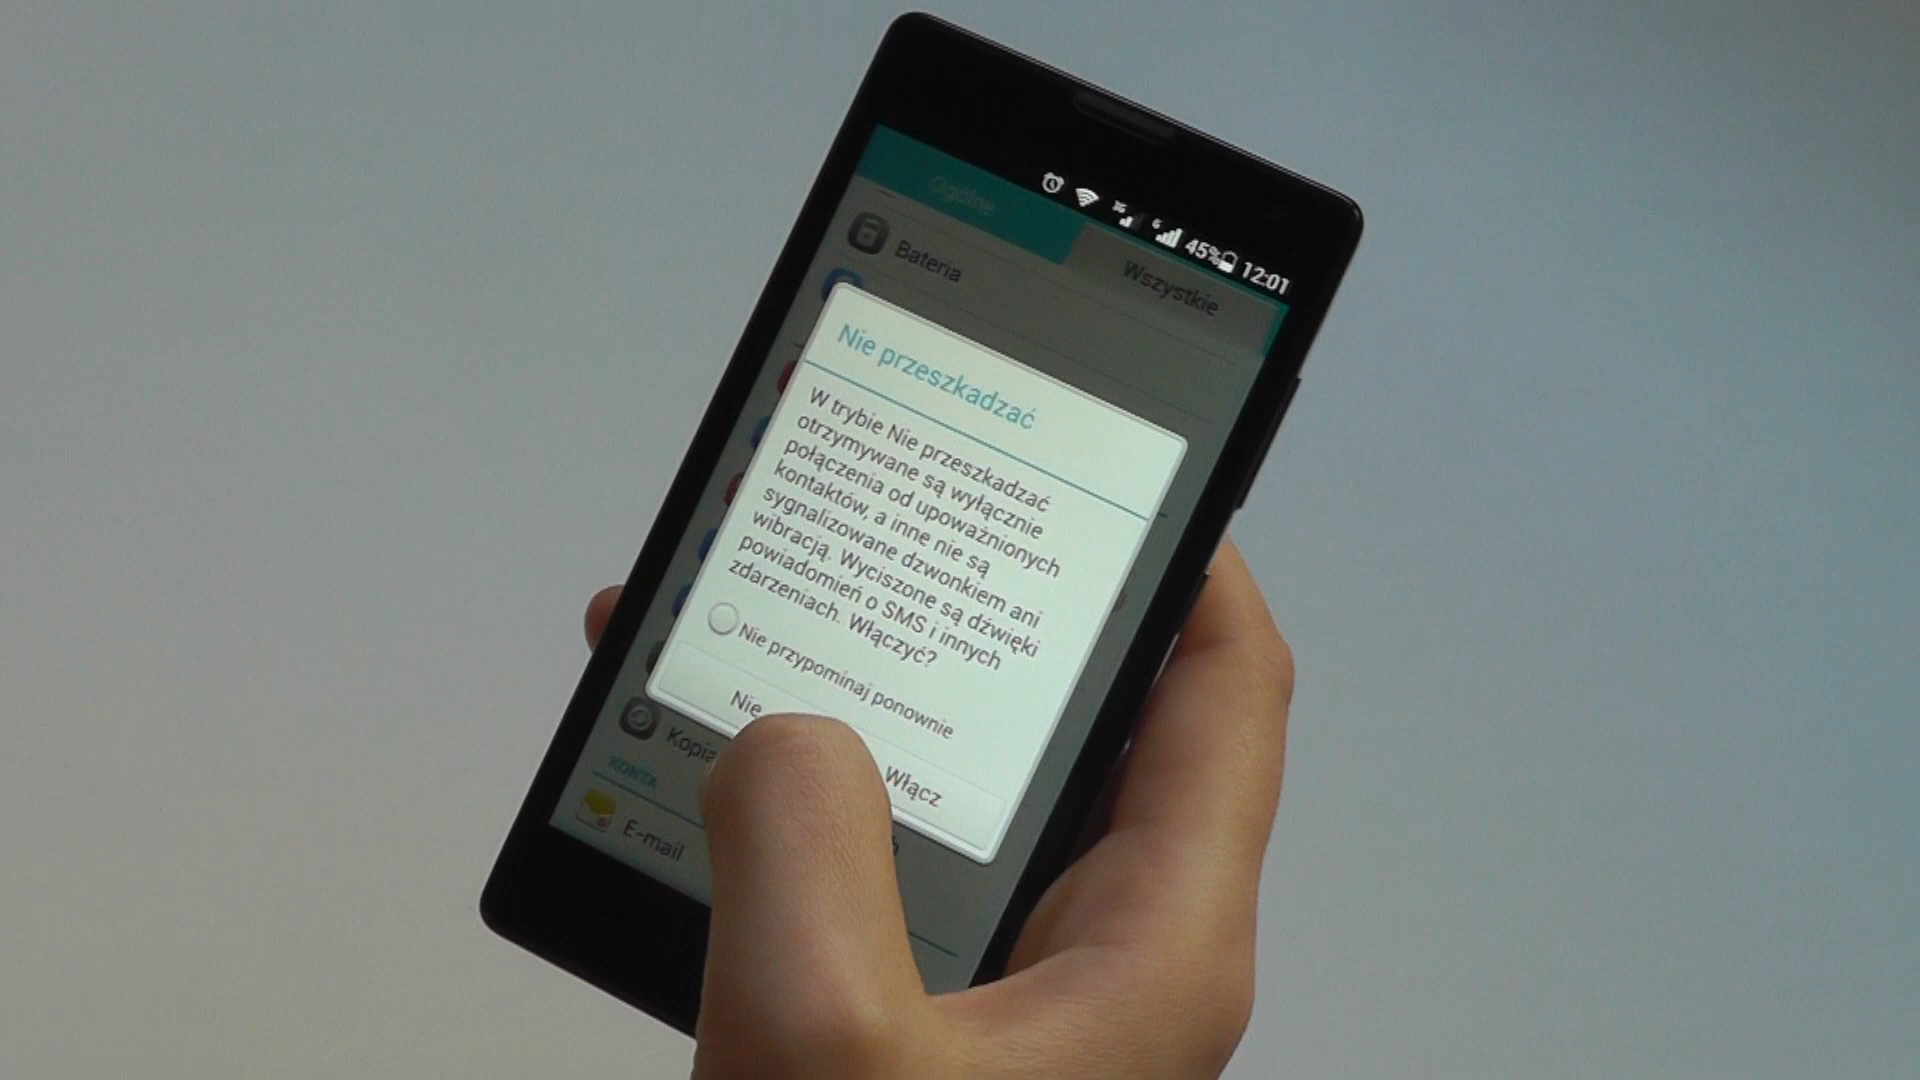 3G
G
45%
12:01
Ogólne
Wszystkie
Bateria
Nie przeszkadzać
W trybie Nie przeszkadzać
otrzymywane są wyłącznie
połączenia od upoważnionych
kontaktów, a inne nie są
sygnalizowane dzwonkiem ani
wibracją. Wyciszone są dźwięki
powiadomień o SMS i innych
zdarzeniach. Włączyć?
Nie przypominaj ponownie
Nie
Włącz
Kopia
KONTA
E-mail